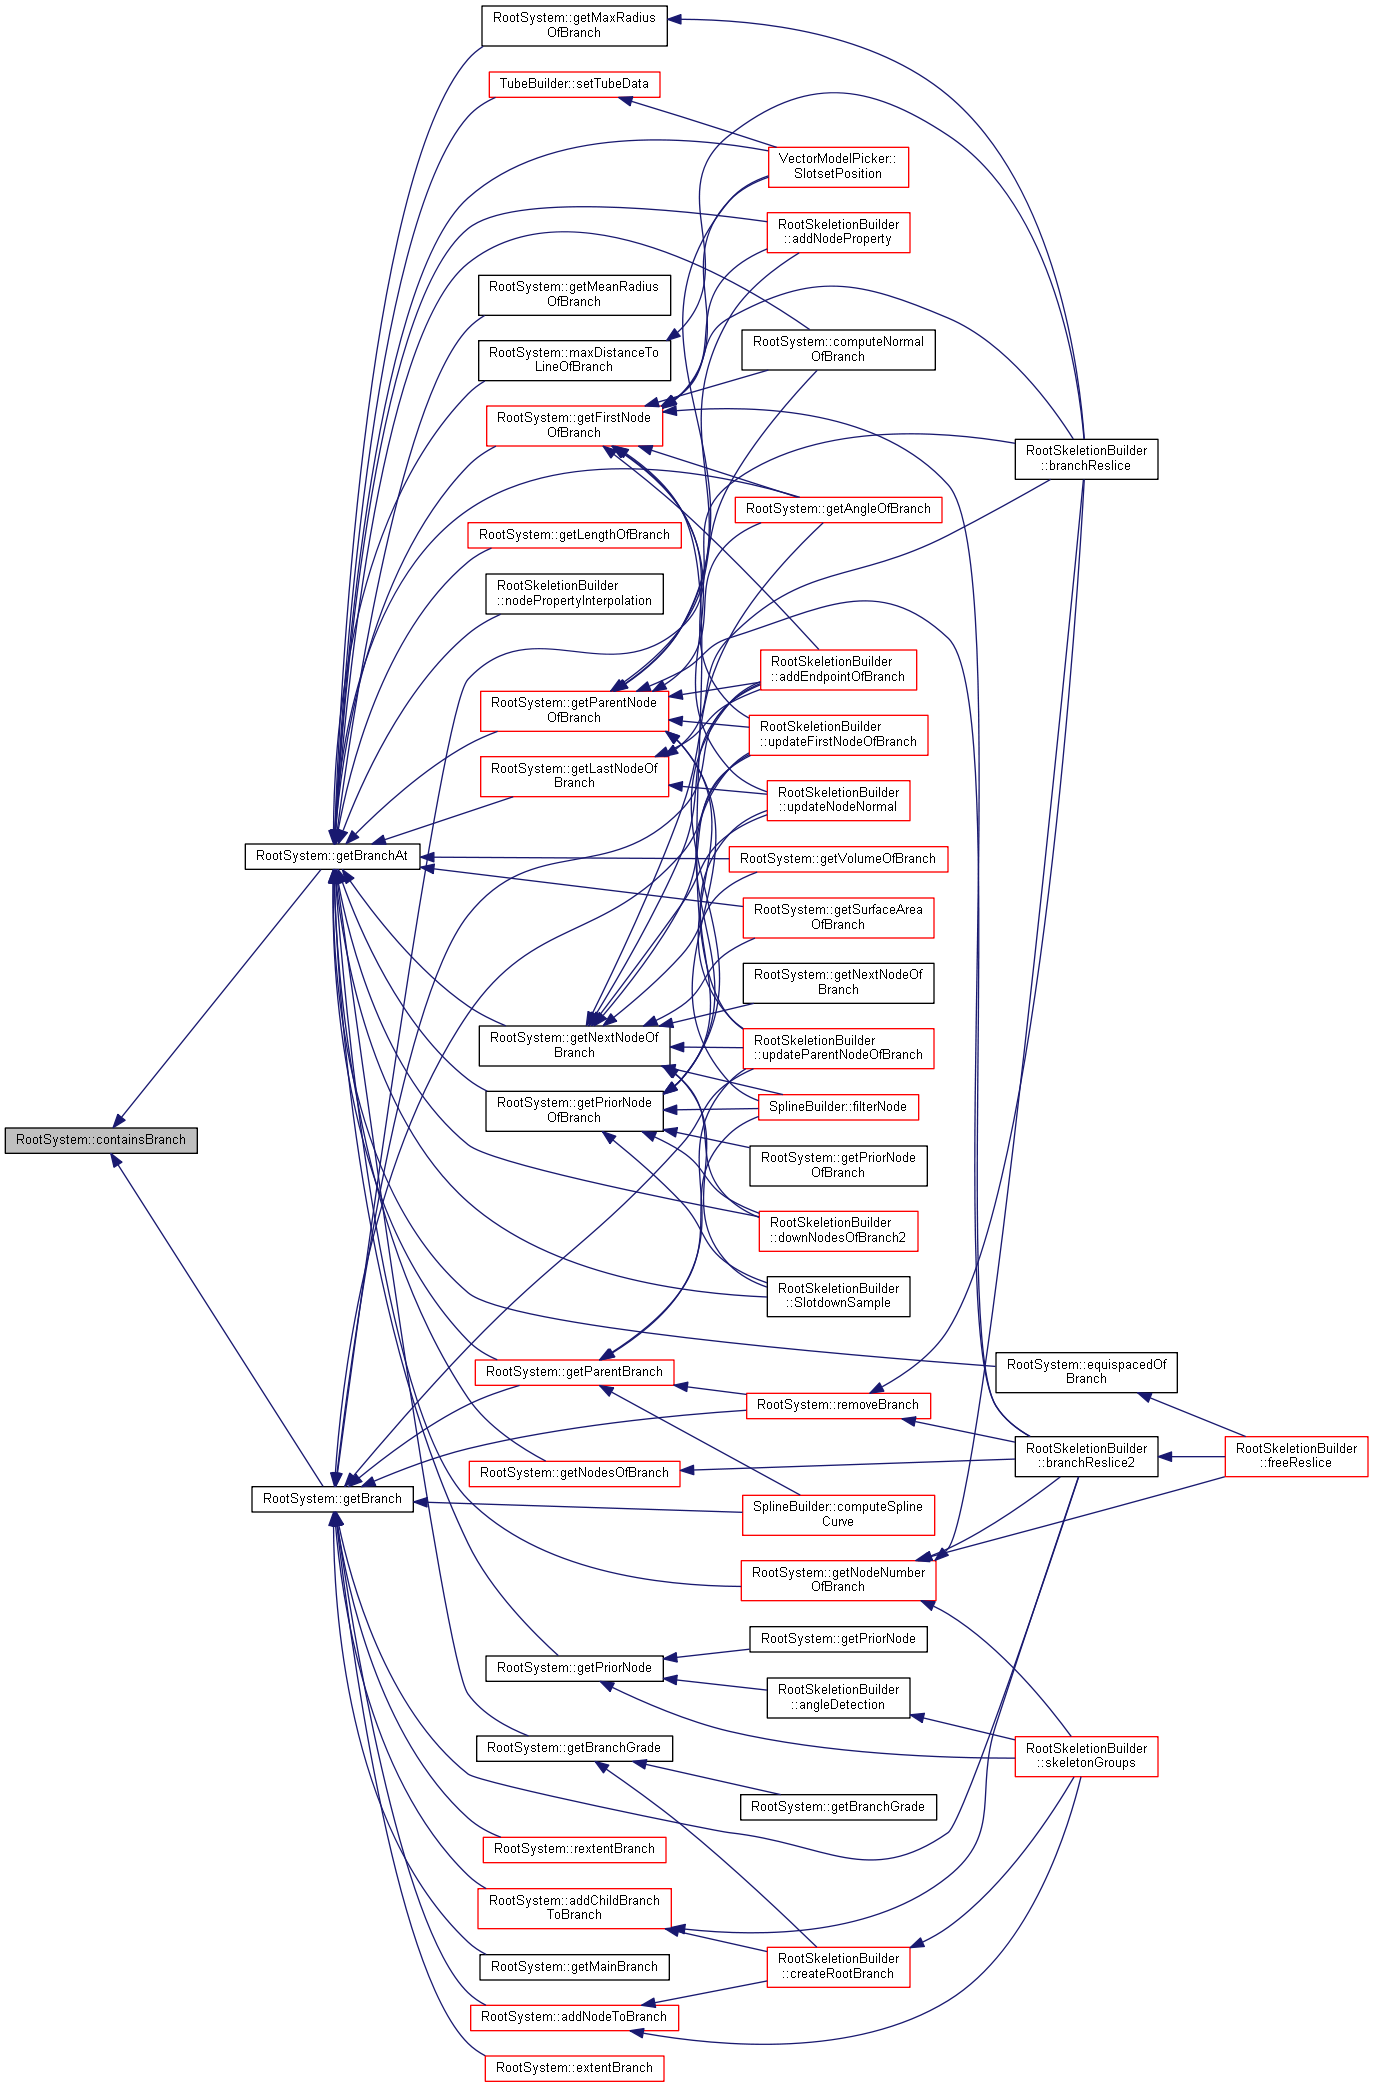 RootSystem::getMaxRadius
OfBranch
TubeBuilder::setTubeData
VectorModelPicker::
SlotsetPosition
RootSkeletionBuilder
::addNodeProperty
RootSystem::getMeanRadius
OfBranch
RootSystem::maxDistanceTo
LineOfBranch
RootSystem::computeNormal
OfBranch
RootSystem::getFirstNode
OfBranch
RootSkeletionBuilder
::branchReslice
RootSystem::getAngleOfBranch
RootSystem::getLengthOfBranch
RootSkeletionBuilder
::nodePropertyInterpolation
RootSkeletionBuilder
::addEndpointOfBranch
RootSystem::getParentNode
OfBranch
RootSkeletionBuilder
::updateFirstNodeOfBranch
RootSystem::getLastNodeOf
Branch
RootSkeletionBuilder
::updateNodeNormal
RootSystem::getBranchAt
RootSystem::getVolumeOfBranch
RootSystem::getSurfaceArea
OfBranch
RootSystem::getNextNodeOf
Branch
RootSystem::getNextNodeOf
Branch
RootSkeletionBuilder
::updateParentNodeOfBranch
RootSystem::getPriorNode
OfBranch
SplineBuilder::filterNode
RootSystem::containsBranch
RootSystem::getPriorNode
OfBranch
RootSkeletionBuilder
::downNodesOfBranch2
RootSkeletionBuilder
::SlotdownSample
RootSystem::getParentBranch
RootSystem::equispacedOf
Branch
RootSystem::removeBranch
RootSkeletionBuilder
::branchReslice2
RootSkeletionBuilder
::freeReslice
RootSystem::getNodesOfBranch
RootSystem::getBranch
SplineBuilder::computeSpline
Curve
RootSystem::getNodeNumber
OfBranch
RootSystem::getPriorNode
RootSystem::getPriorNode
RootSkeletionBuilder
::angleDetection
RootSystem::getBranchGrade
RootSkeletionBuilder
::skeletonGroups
RootSystem::getBranchGrade
RootSystem::rextentBranch
RootSystem::addChildBranch
ToBranch
RootSystem::getMainBranch
RootSkeletionBuilder
::createRootBranch
RootSystem::addNodeToBranch
RootSystem::extentBranch